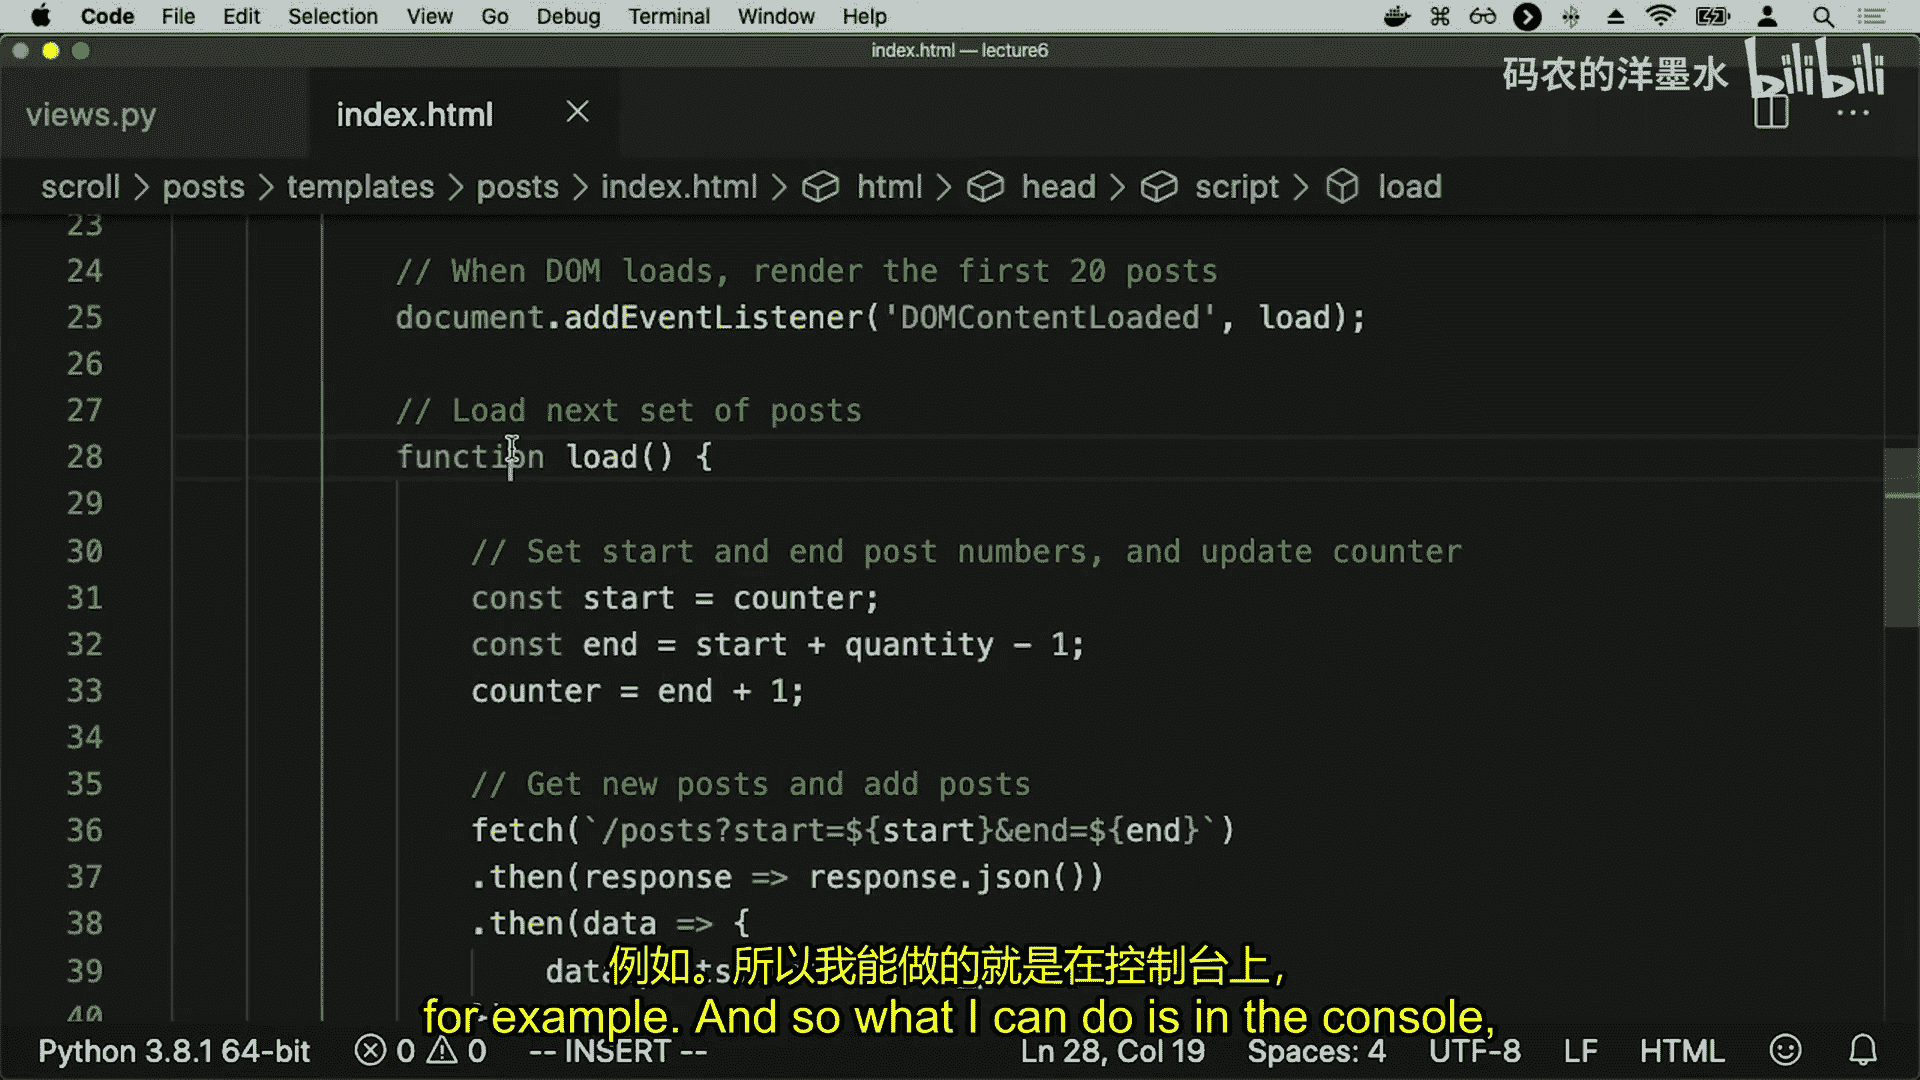 Code File Edit Selection View Go Debug Terminal Window Help
index.html — lecture6
码农的洋墨水 bilibili
views.py index.html
scroll > posts > templates > posts > index.html > html > head > script > load
23
24 // When DOM loads, render the first 20 posts
25 document.addEventListener('DOMContentLoaded', load);
26
27 // Load next set of posts
28 function load() {
29
30 // Set start and end post numbers, and update counter
31 const start = counter;
32 const end = start + quantity - 1;
33 counter = end + 1;
34
35 // Get new posts and add posts
36 fetch(`/posts?start=${start}&end=${end}`)
37 .then(response => response.json())
38 .then(data => {
39
40
例如。所以我能做的就是在控制台上，
for example. And so what I can do is in the console,
Python 3.8.1 64-bit 0 0 -- INSERT -- Ln 28, Col 19 Spaces: 4 UTF-8 LF HTML